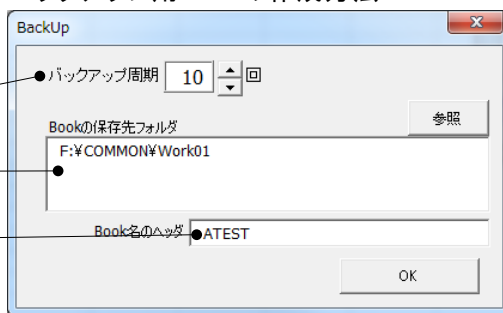 BackUp
バックアップ周期 10 回
参照
Bookの保存先フォルダ
F:¥COMMON¥Work01
Book名のヘッダ ATEST
OK